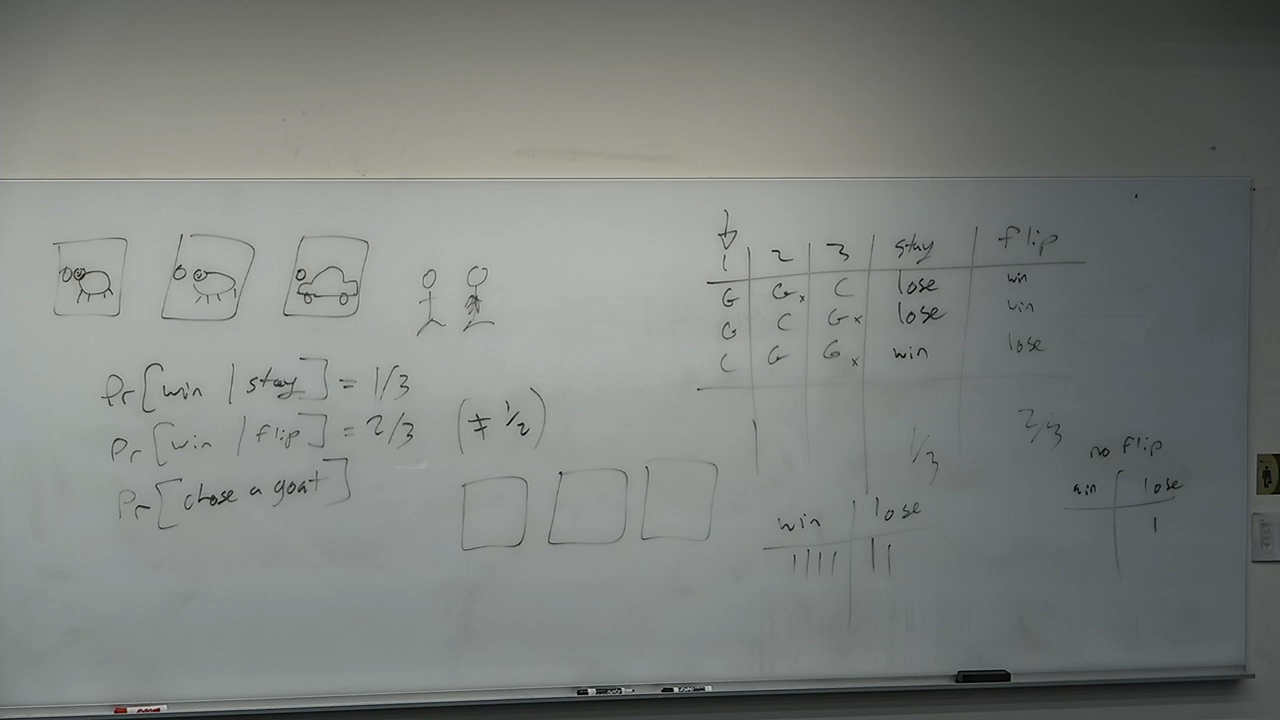 Pr[win | stay] = 1/3
Pr[win | flip] = 2/3 (≠ 1/2)
Pr[chose a goat]
1 | 2 | 3 | stay | flip
G | G x | C | lose | win
G | C | G x | lose | win
C | G | G x | win | lose
1/3 2/3
win | lose
|||| | ||
no flip
win | lose
|